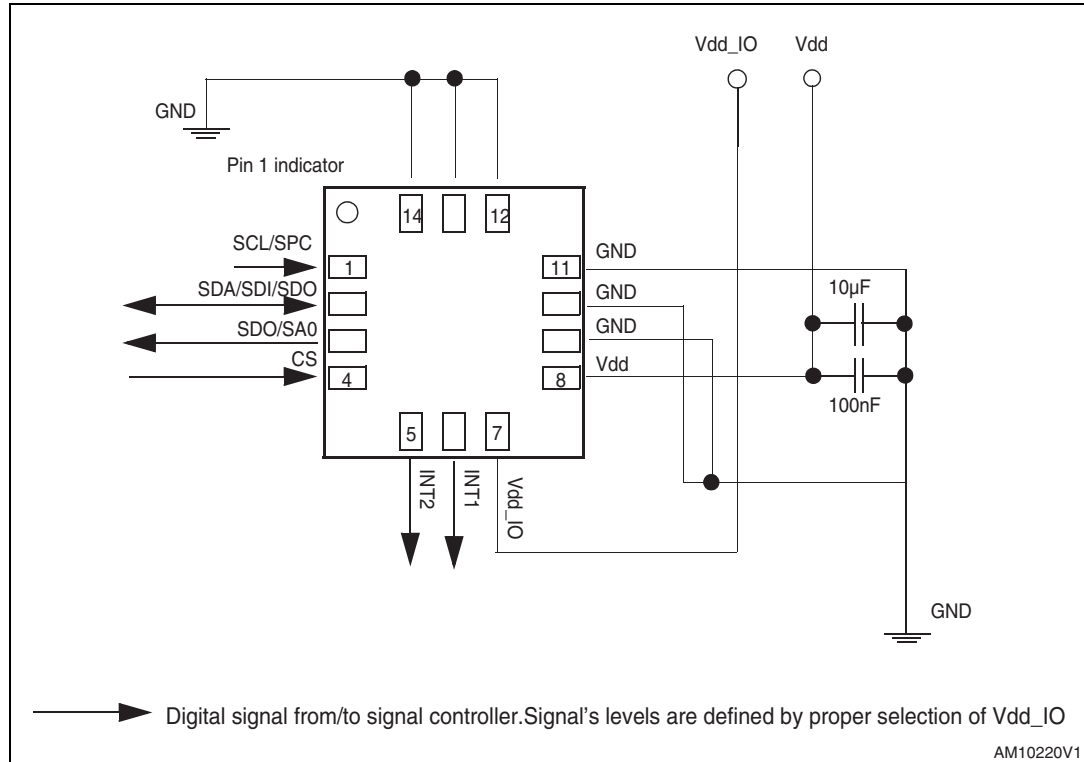 Vdd_IO
Vdd
GND
Pin 1 indicator
14
12
SCL/SPC
1
11
GND
SDA/SDI/SDO
GND
10µF
SDO/SA0
GND
CS
Vdd
4
8
100nF
5
7
INT2
INT1
Vdd_IO
GND
Digital signal from/to signal controller.Signal's levels are defined by proper selection of Vdd_IO
AM10220V1